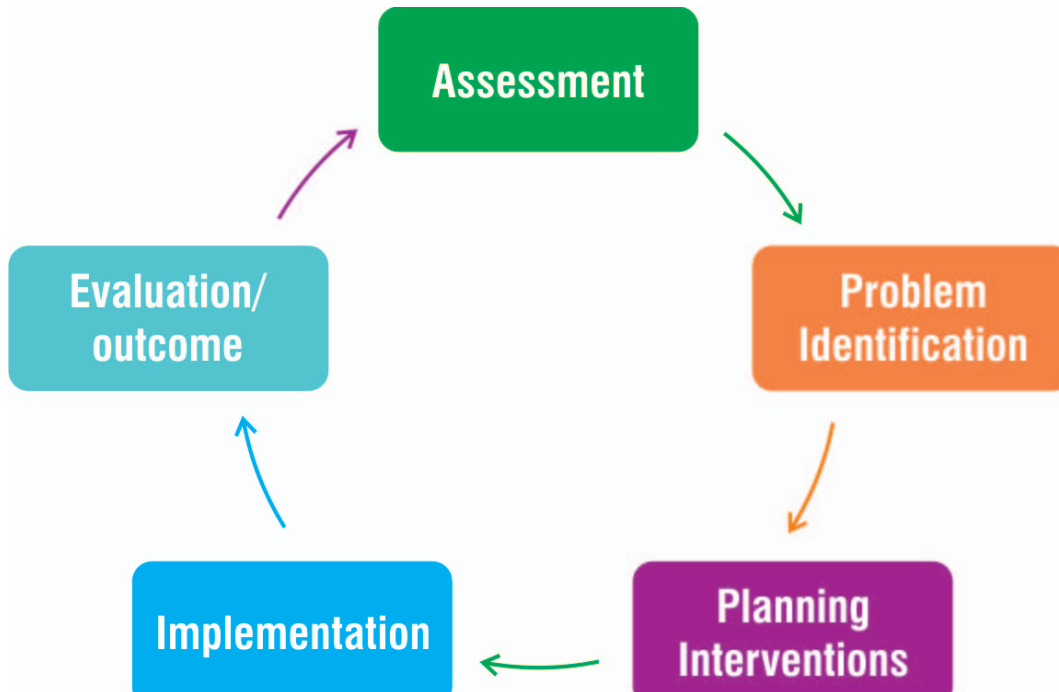 Assessment
Problem
Identification
Planning
Interventions
Implementation
Evaluation/
outcome